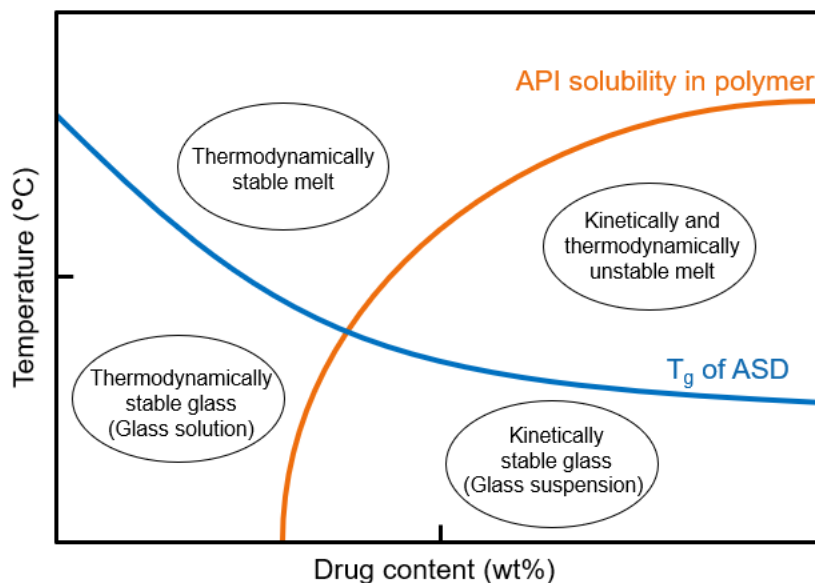 API solubility in polymer
Thermodynamically
stable melt
Kinetically and
thermodynamically
unstable melt
Temperature (°C)
Thermodynamically
stable glass
(Glass solution)
Tg of ASD
Kinetically
stable glass
(Glass suspension)
Drug content (wt%)